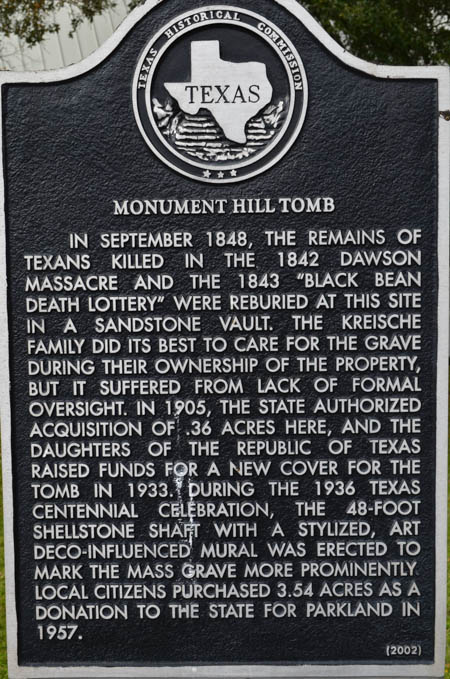 TEXAS HISTORICAL COMMISSION
TEXAS
MONUMENT HILL TOMB
IN SEPTEMBER 1848, THE REMAINS OF
TEXANS KILLED IN THE 1842 DAWSON
MASSACRE AND THE 1843 "BLACK BEAN
DEATH LOTTERY" WERE REBURIED AT THIS SITE
IN A SANDSTONE VAULT. THE KREISCHE
FAMILY DID ITS BEST TO CARE FOR THE GRAVE
DURING THEIR OWNERSHIP OF THE PROPERTY,
BUT IT SUFFERED FROM LACK OF FORMAL
OVERSIGHT. IN 1905, THE STATE AUTHORIZED
ACQUISITION OF .36 ACRES HERE, AND THE
DAUGHTERS OF THE REPUBLIC OF TEXAS
RAISED FUNDS FOR A NEW COVER FOR THE
TOMB IN 1933. DURING THE 1936 TEXAS
CENTENNIAL CELEBRATION, THE 48-FOOT
SHELLSTONE SHAFT WITH A STYLIZED, ART
DECO-INFLUENCED MURAL WAS ERECTED TO
MARK THE MASS GRAVE MORE PROMINENTLY.
LOCAL CITIZENS PURCHASED 3.54 ACRES AS A
DONATION TO THE STATE FOR PARKLAND IN
1957.
(2002)